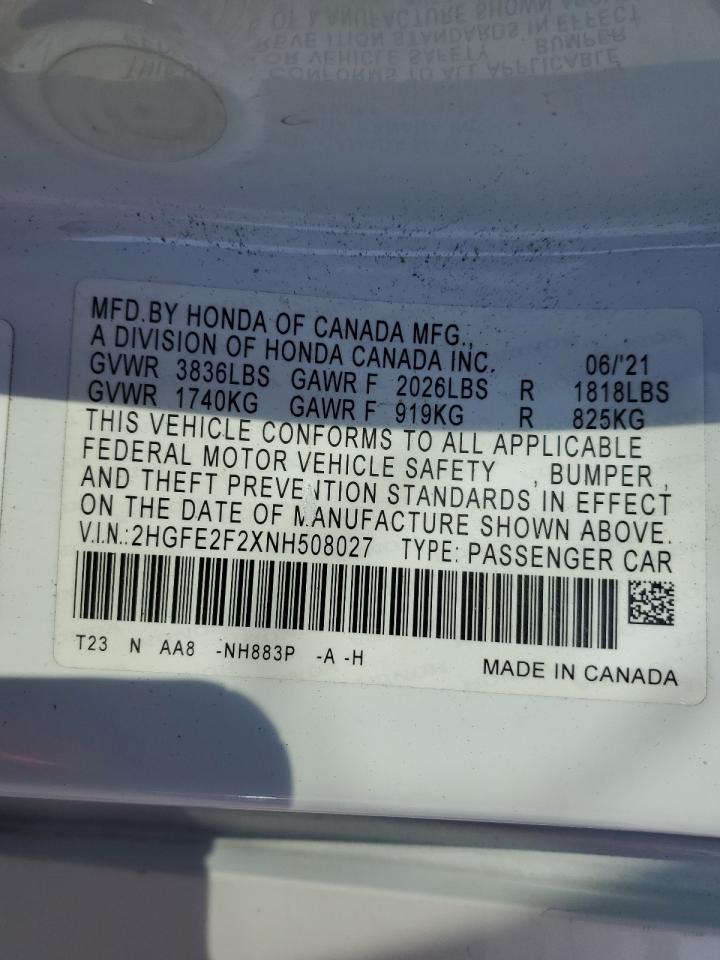 MFD.BY HONDA OF CANADA MFG.,
A DIVISION OF HONDA CANADA INC. 06/'21
GVWR 3836LBS GAWR F 2026LBS R 1818LBS
GVWR 1740KG GAWR F 919KG R 825KG
THIS VEHICLE CONFORMS TO ALL APPLICABLE
FEDERAL MOTOR VEHICLE SAFETY , BUMPER ,
AND THEFT PREVENTION STANDARDS IN EFFECT
ON THE DATE OF MANUFACTURE SHOWN ABOVE.
V.I.N.:2HGFE2F2XNH508027 TYPE: PASSENGER CAR
T23 N AA8 -NH883P -A -H
MADE IN CANADA